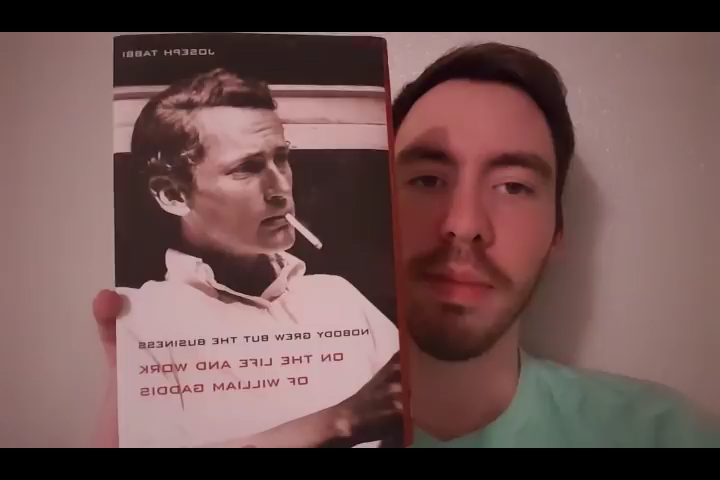 JOSEPH TABBI
NOBODY GREW BUT THE BUSINESS
ON THE LIFE AND WORK
OF WILLIAM GADDIS